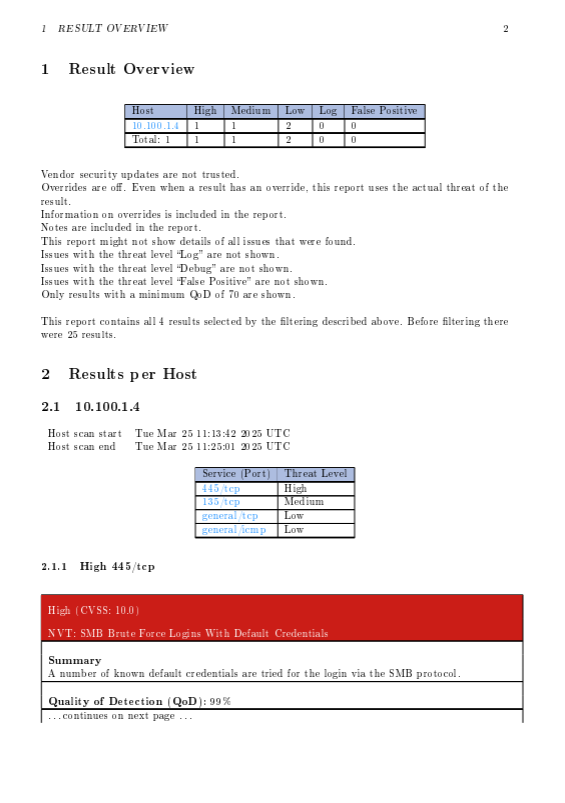 1 RESULT OVERVIEW 2
1 Result Overview
Host High Medium Low Log False Positive
10.100.1.4 1 1 2 0 0
Total: 1 1 1 2 0 0
Vendor security updates are not trusted.
Overrides are off. Even when a result has an override, this report uses the actual threat of the
result.
Information on overrides is included in the report.
Notes are included in the report.
This report might not show details of all issues that were found.
Issues with the threat level “Log” are not shown.
Issues with the threat level “Debug” are not shown.
Issues with the threat level “False Positive” are not shown.
Only results with a minimum QoD of 70 are shown.
This report contains all 4 results selected by the filtering described above. Before filtering there
were 25 results.
2 Results per Host
2.1 10.100.1.4
Host scan start Tue Mar 25 11:13:42 2025 UTC
Host scan end Tue Mar 25 11:25:01 2025 UTC
Service (Port) Threat Level
445/tcp High
135/tcp Medium
general/tcp Low
general/icmp Low
2.1.1 High 445/tcp
High (CVSS: 10.0)
NVT: SMB Brute Force Logins With Default Credentials
Summary
A number of known default credentials are tried for the login via the SMB protocol.
Quality of Detection (QoD): 99%
...continues on next page ...